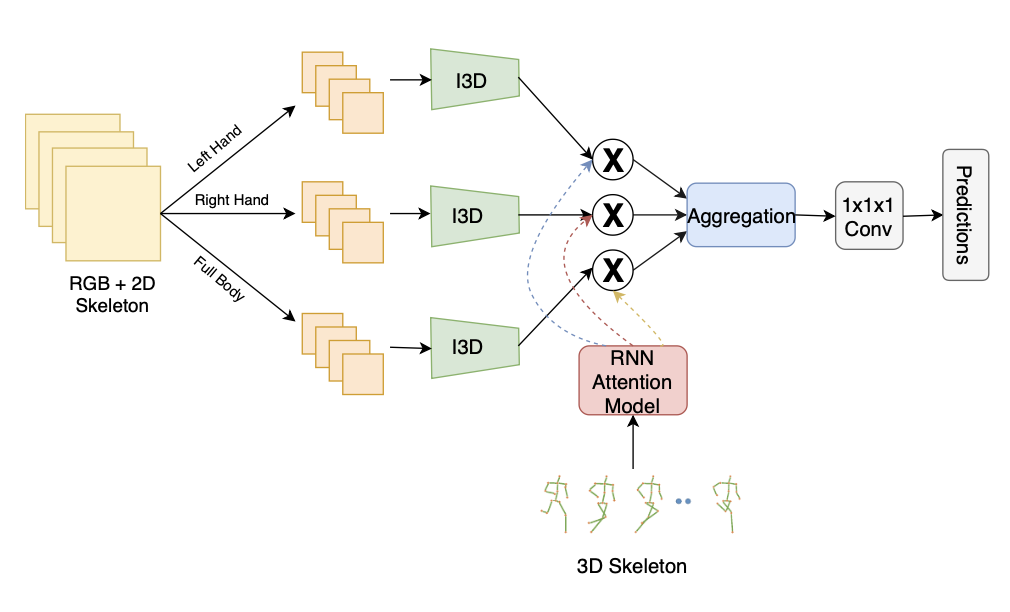 Left Hand
Right Hand
Full Body
RGB + 2D
Skeleton
I3D
I3D
I3D
X
X
X
Aggregation
1x1x1
Conv
Predictions
RNN
Attention
Model
3D Skeleton